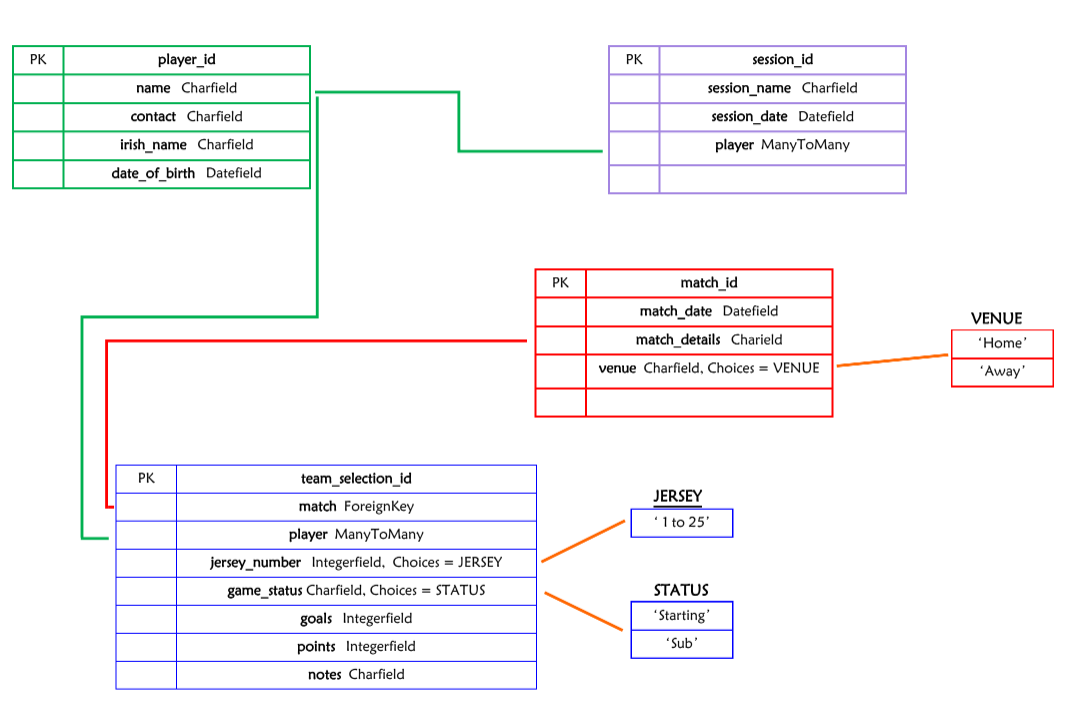 PK player_id
name Charfield
contact Charfield
irish_name Charfield
date_of_birth Datefield
PK session_id
session_name Charfield
session_date Datefield
player ManyToMany
PK match_id
match_date Datefield
match_details Charield
venue Charfield, Choices = VENUE
VENUE
‘Home’
‘Away’
PK team_selection_id
match ForeignKey
player ManyToMany
jersey_number Integerfield, Choices = JERSEY
game_status Charfield, Choices = STATUS
goals Integerfield
points Integerfield
notes Charfield
JERSEY
‘ 1 to 25’
STATUS
‘Starting’
‘Sub’